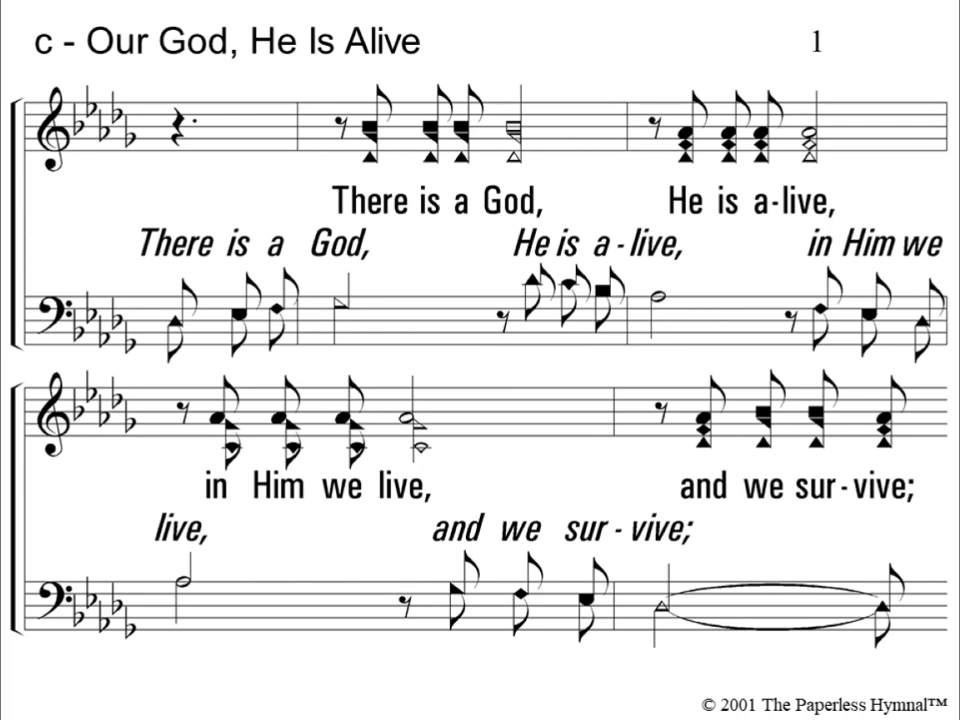 c - Our God, He Is Alive 1
There is a God, He is a-live,
There is a God, He is a - live, in Him we
in Him we live, and we sur-vive;
live, and we sur - vive;
© 2001 The Paperless Hymnal™